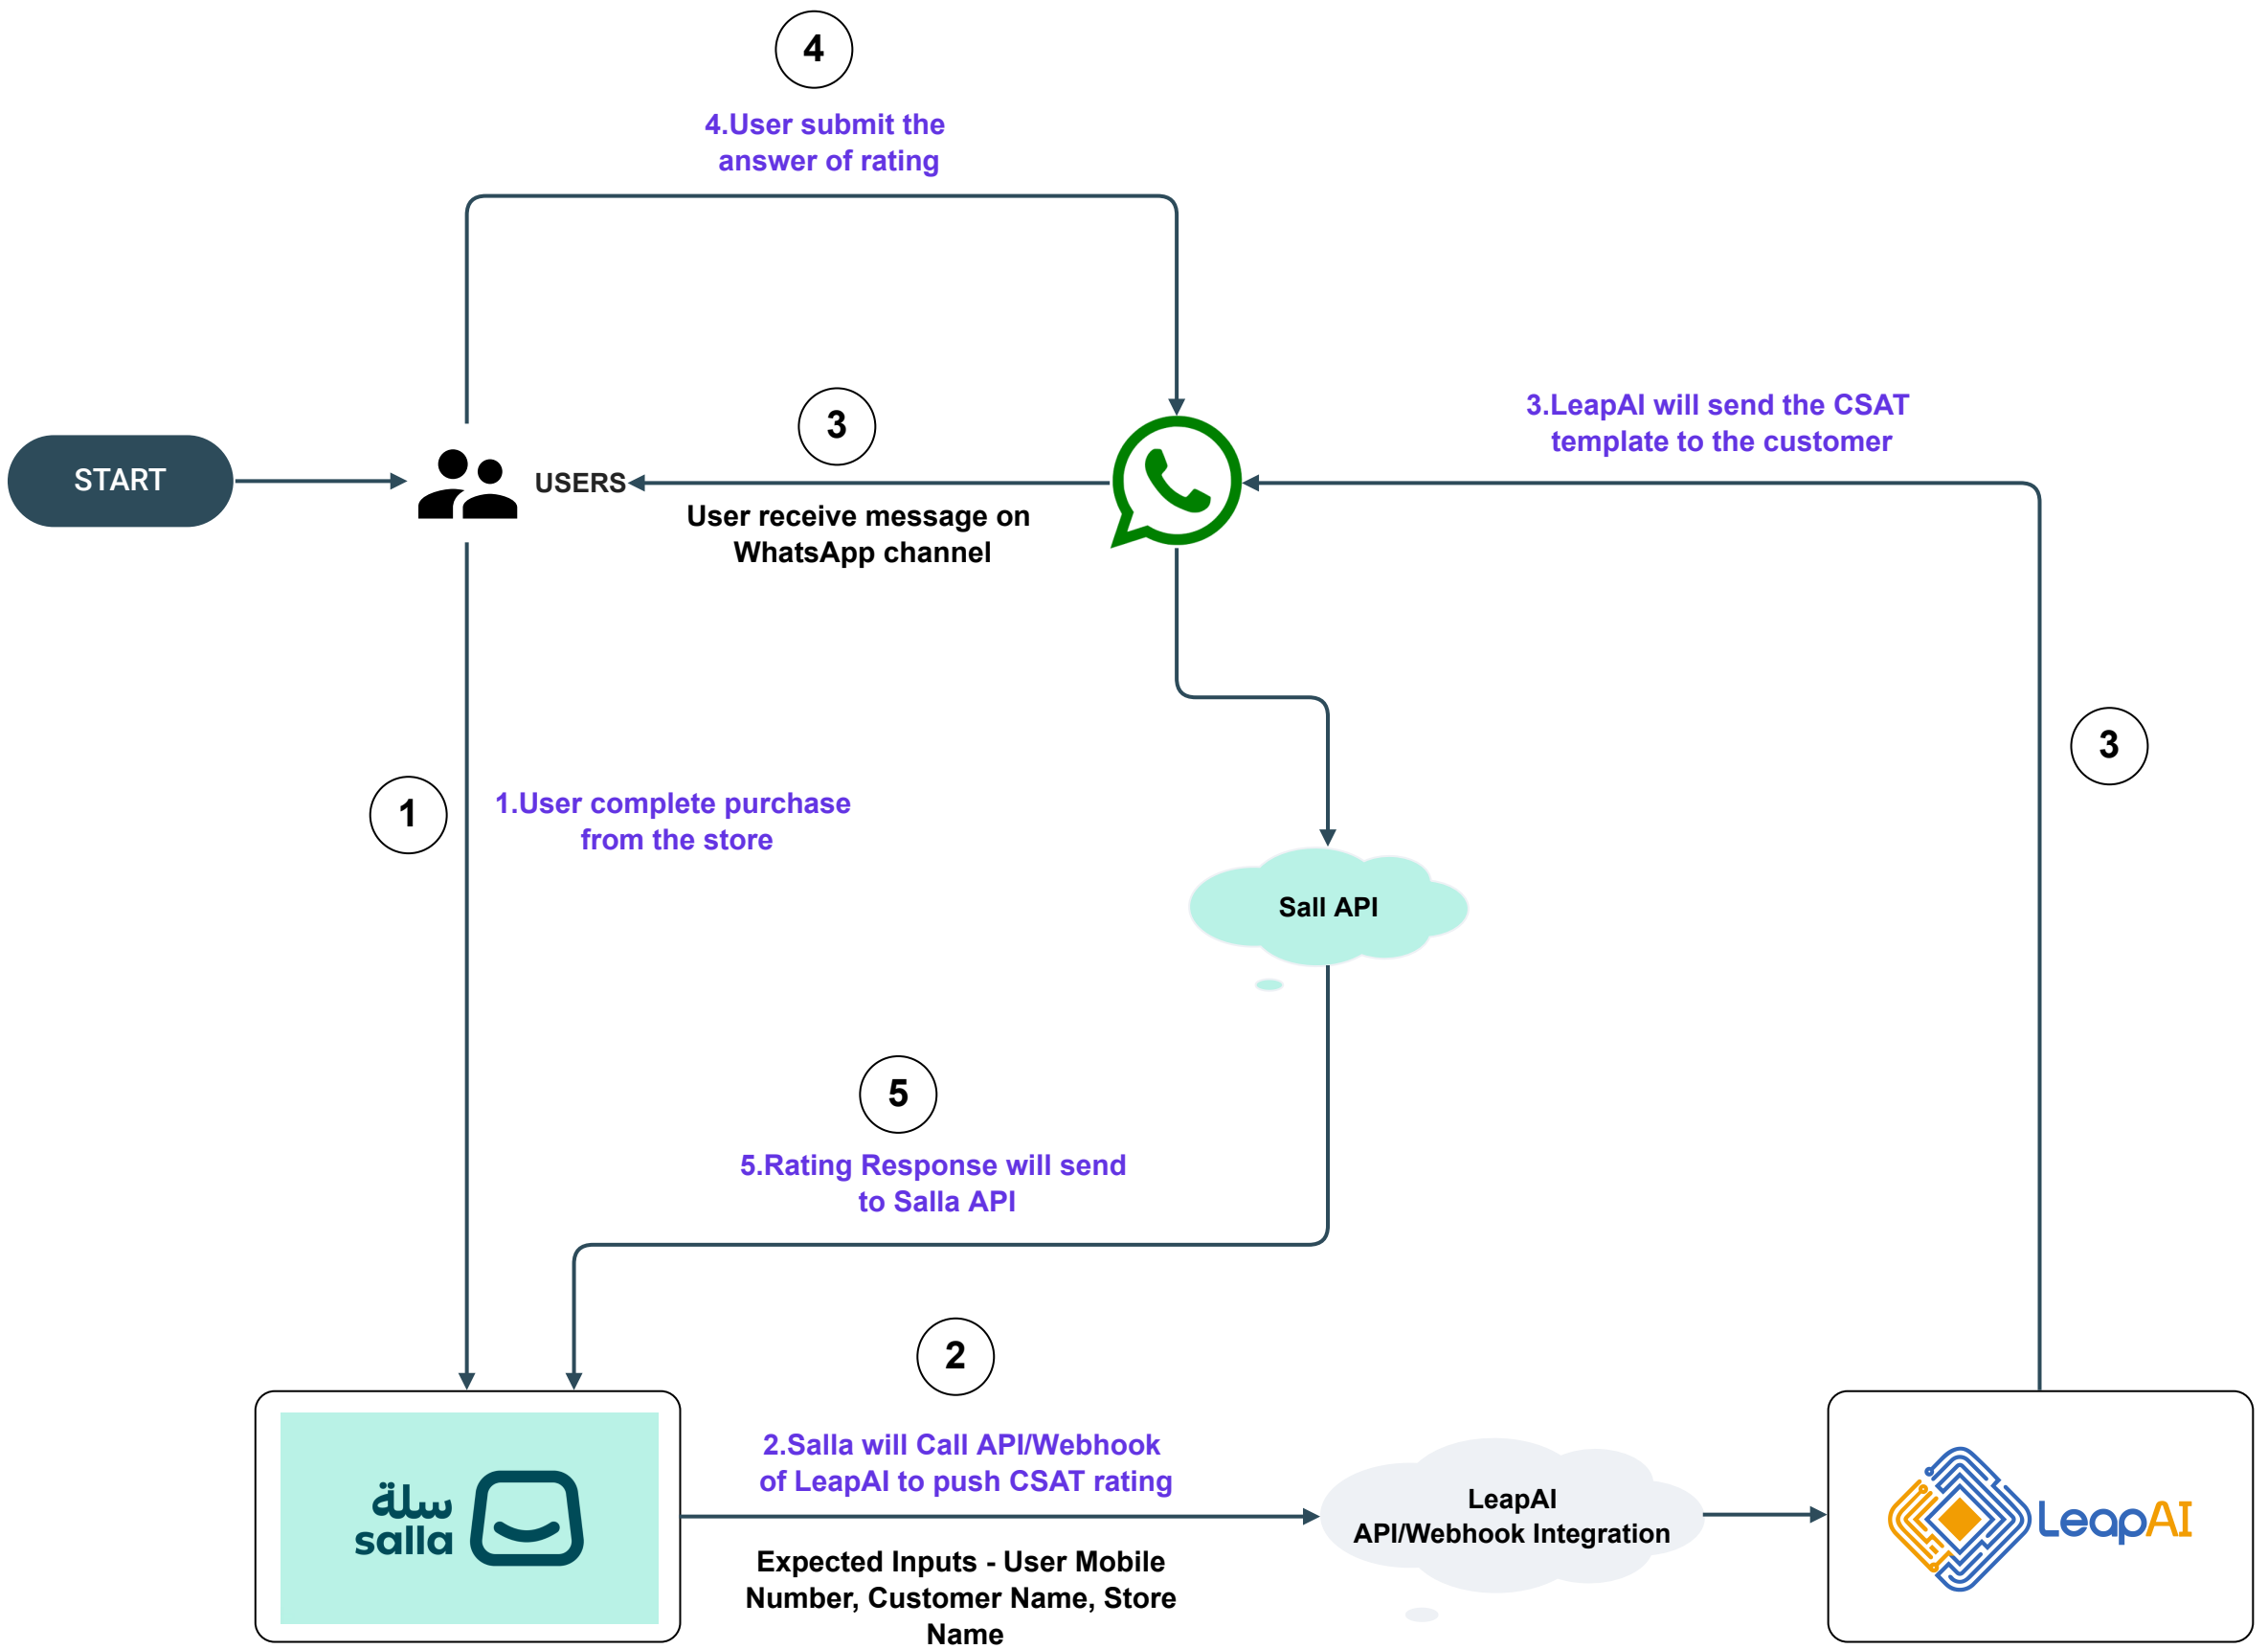 4
4.User submit the
answer of rating
START
USERS
3
User receive message on
WhatsApp channel
3.LeapAI will send the CSAT
template to the customer
3
1
1.User complete purchase
from the store
Sall API
5
5.Rating Response will send
to Salla API
2
2.Salla will Call API/Webhook
of LeapAI to push CSAT rating
Expected Inputs - User Mobile
Number, Customer Name, Store
Name
سلة
salla
LeapAI
API/Webhook Integration
LeapAI